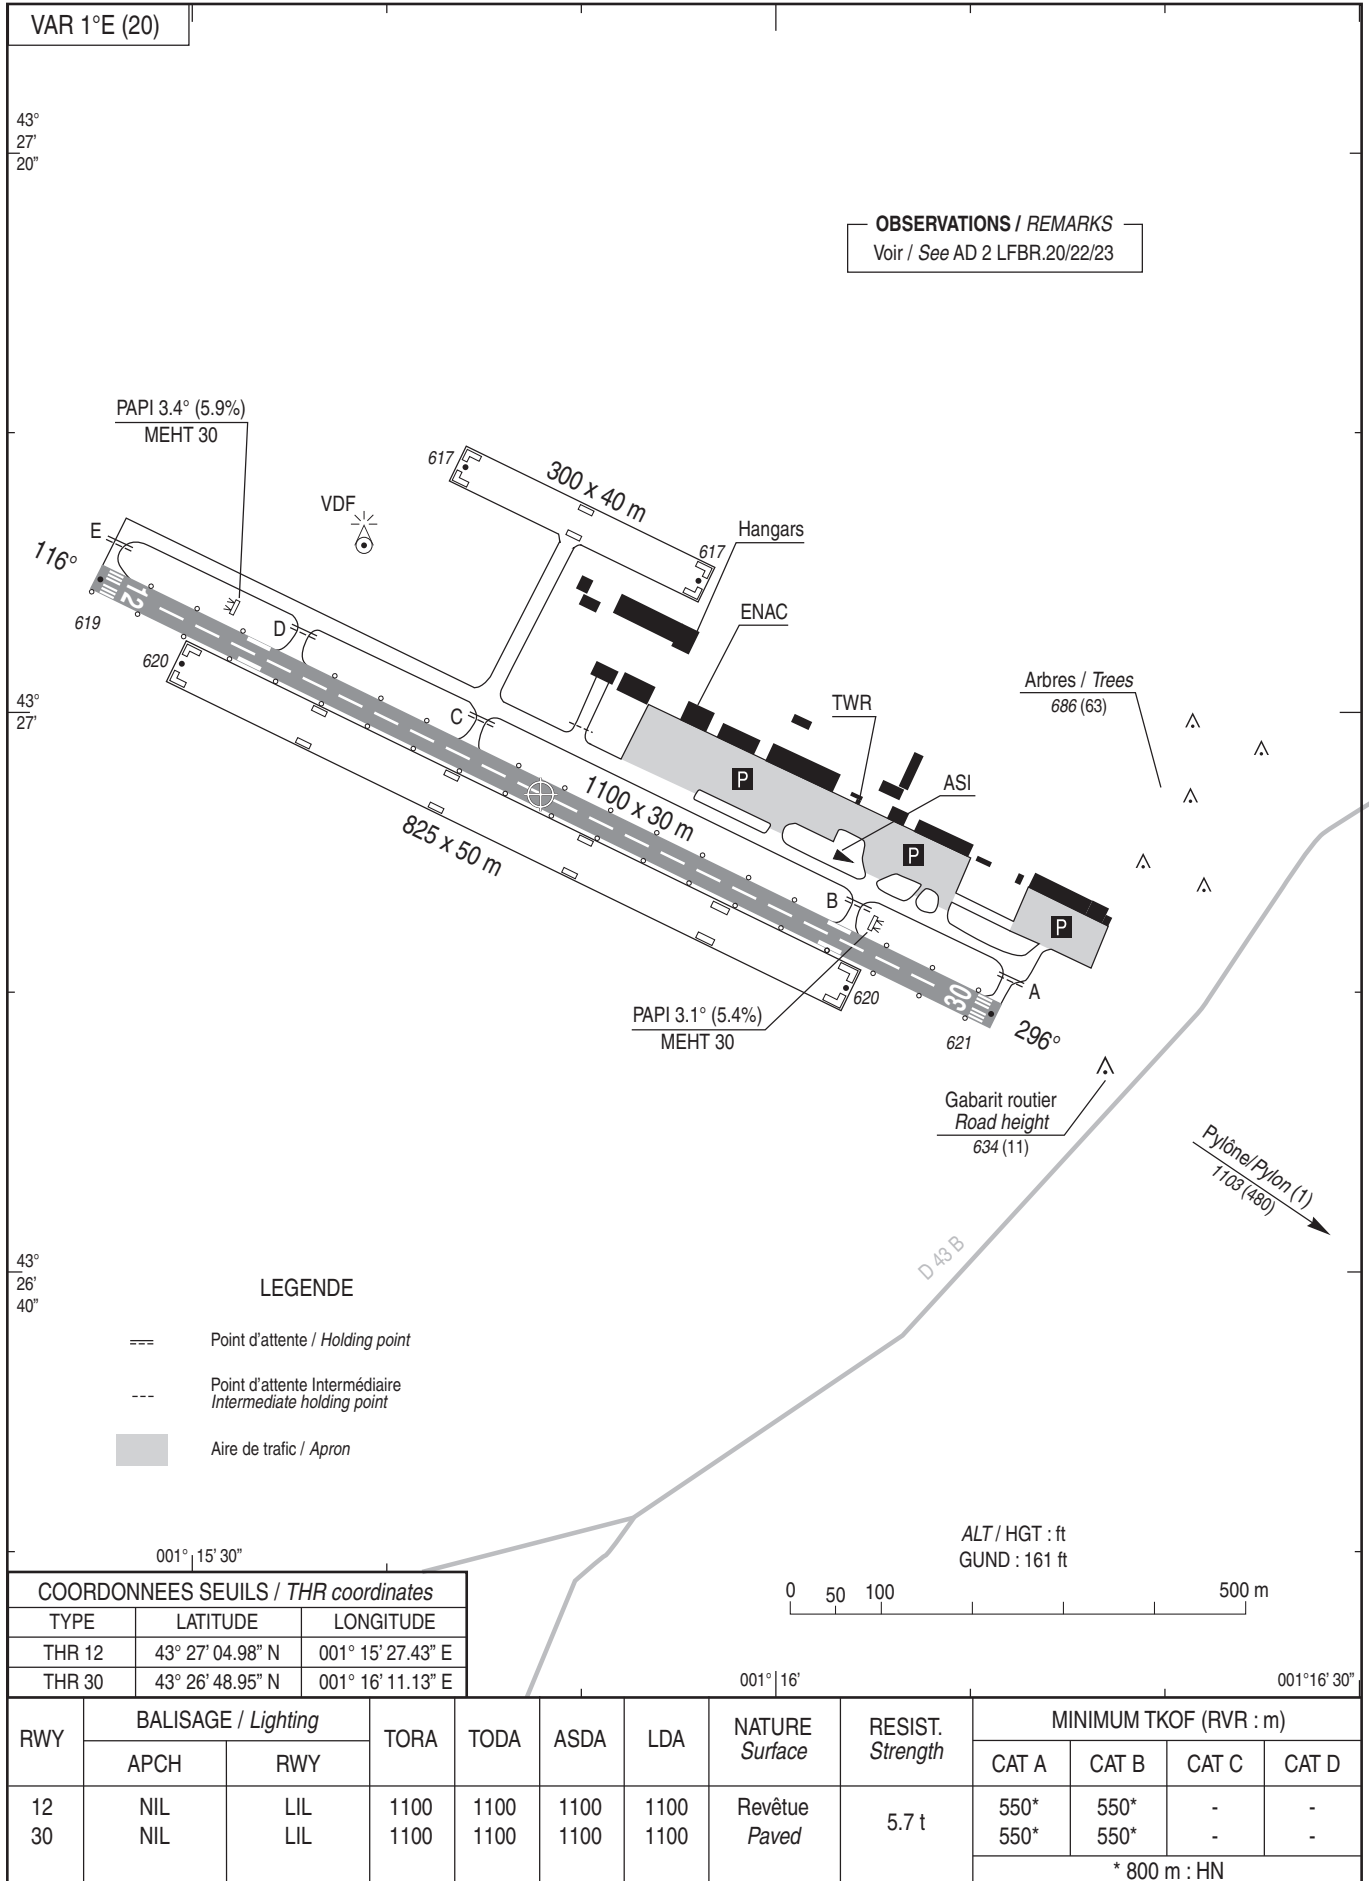 VAR 1°E (20)
43°
27’
20”
OBSERVATIONS / REMARKS
Voir / See AD 2 LFBR.20/22/23
PAPI 3.4° (5.9%)
MEHT 30
617
300 x 40 m
VDF
Hangars
E
116°
617
12
ENAC
619
D
620
43°
27’
Arbres / Trees
686 (63)
C
TWR
P
ASI
1100 x 30 m
825 x 50 m
P
B
P
A
30
620
PAPI 3.1° (5.4%)
MEHT 30
621
296°
Gabarit routier
Road height
634 (11)
Pylône/Pylon (1)
1103 (480)
D 43 B
43°
26’
40”
LEGENDE
Point d’attente / Holding point
Point d’attente Intermédiaire
Intermediate holding point
Aire de trafic / Apron
ALT / HGT : ft
GUND : 161 ft
001° 15’ 30”
0 50 100 500 m
COORDONNEES SEUILS / THR coordinates
TYPE LATITUDE LONGITUDE
THR 12 43° 27’ 04.98” N 001° 15’ 27.43” E
THR 30 43° 26’ 48.95” N 001° 16’ 11.13” E
001° 16’
001°16’ 30”
RWY BALISAGE / Lighting TORA TODA ASDA LDA NATURE RESIST. MINIMUM TKOF (RVR : m)
Surface Strength
APCH RWY CAT A CAT B CAT C CAT D
12 NIL LIL 1100 1100 1100 1100 Revêtue 5.7 t 550* 550* - -
30 NIL LIL 1100 1100 1100 1100 Paved 550* 550* - -
* 800 m : HN